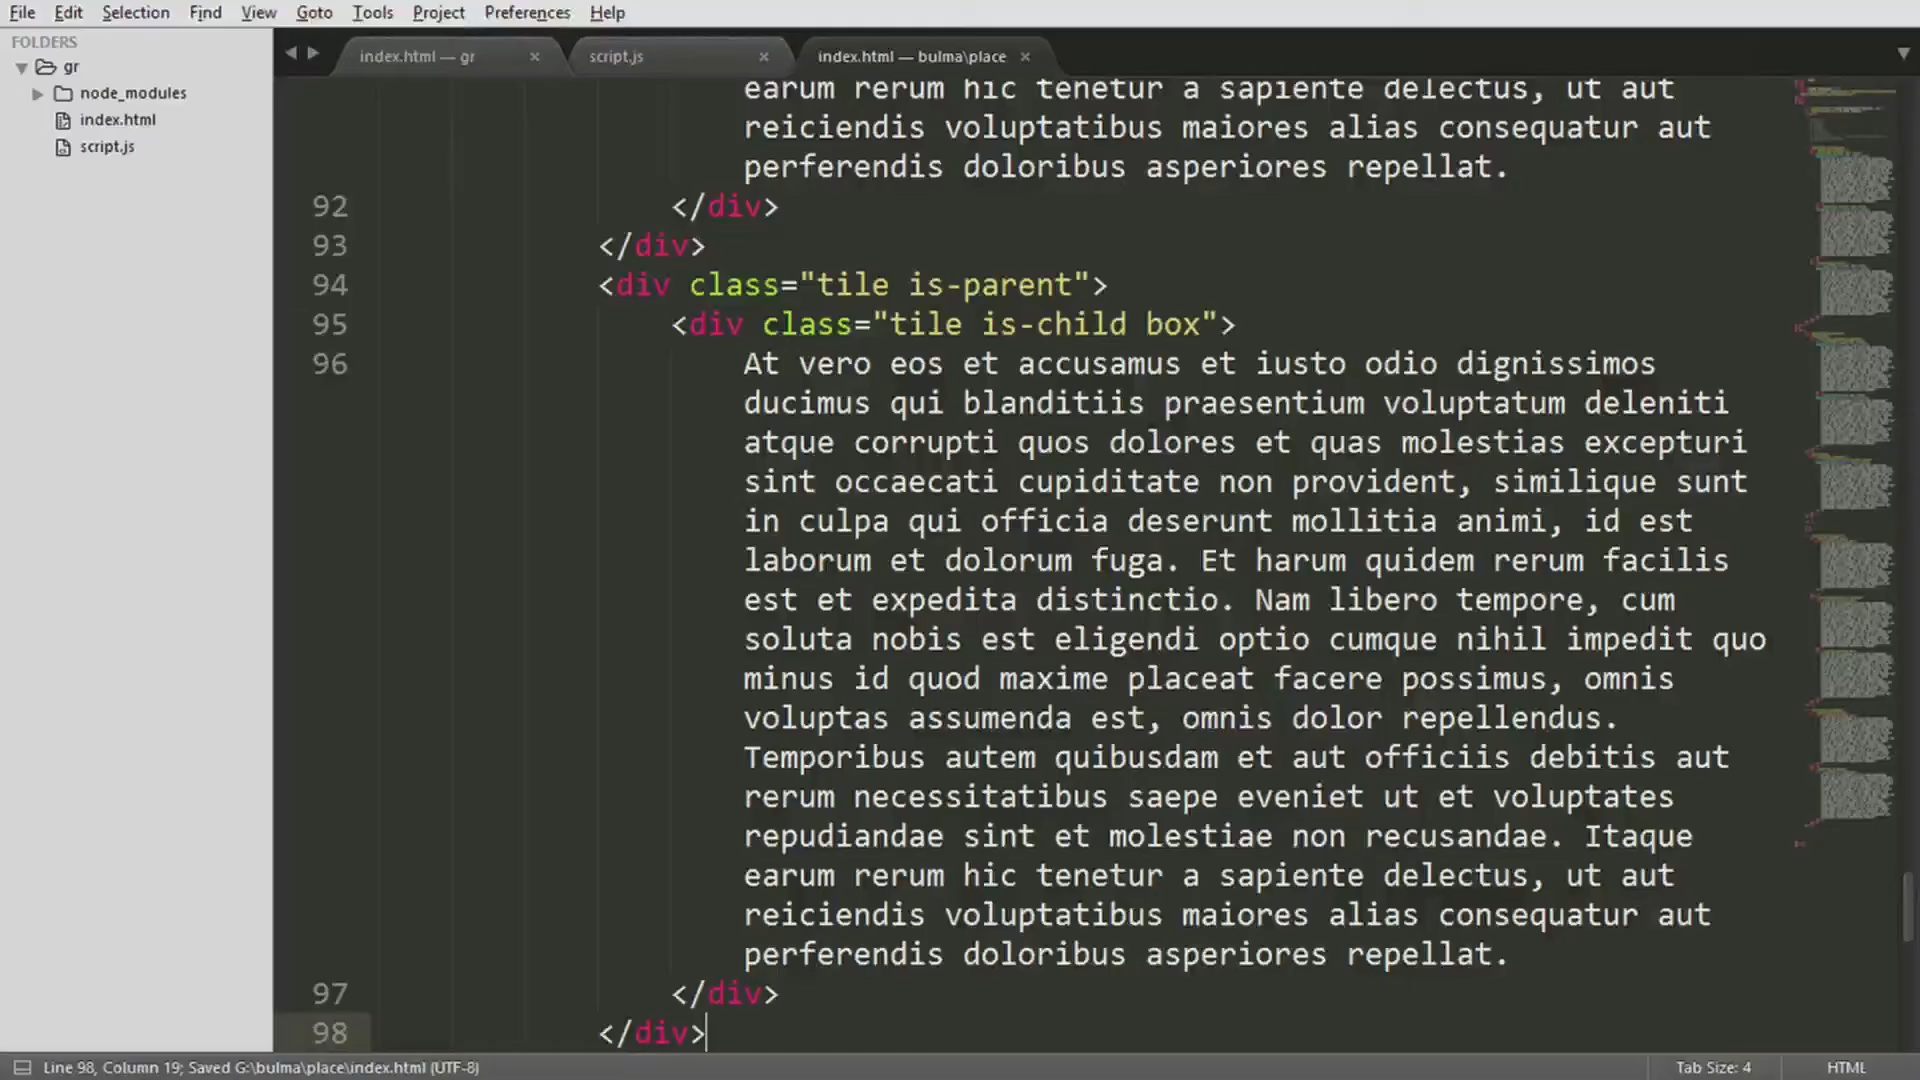 File Edit Selection Find View Goto Tools Project Preferences Help
FOLDERS
gr
node_modules
index.html
script.js
index.html — gr
script.js
index.html — bulma\place
earum rerum hic tenetur a sapiente delectus, ut aut
reiciendis voluptatibus maiores alias consequatur aut
perferendis doloribus asperiores repellat.
92 </div>
93 </div>
94 <div class="tile is-parent">
95 <div class="tile is-child box">
96 At vero eos et accusamus et iusto odio dignissimos
ducimus qui blanditiis praesentium voluptatum deleniti
atque corrupti quos dolores et quas molestias excepturi
sint occaecati cupiditate non provident, similique sunt
in culpa qui officia deserunt mollitia animi, id est
laborum et dolorum fuga. Et harum quidem rerum facilis
est et expedita distinctio. Nam libero tempore, cum
soluta nobis est eligendi optio cumque nihil impedit quo
minus id quod maxime placeat facere possimus, omnis
voluptas assumenda est, omnis dolor repellendus.
Temporibus autem quibusdam et aut officiis debitis aut
rerum necessitatibus saepe eveniet ut et voluptates
repudiandae sint et molestiae non recusandae. Itaque
earum rerum hic tenetur a sapiente delectus, ut aut
reiciendis voluptatibus maiores alias consequatur aut
perferendis doloribus asperiores repellat.
97 </div>
98 </div>
Line 98, Column 19; Saved G:\bulma\place\index.html (UTF-8)
Tab Size: 4
HTML